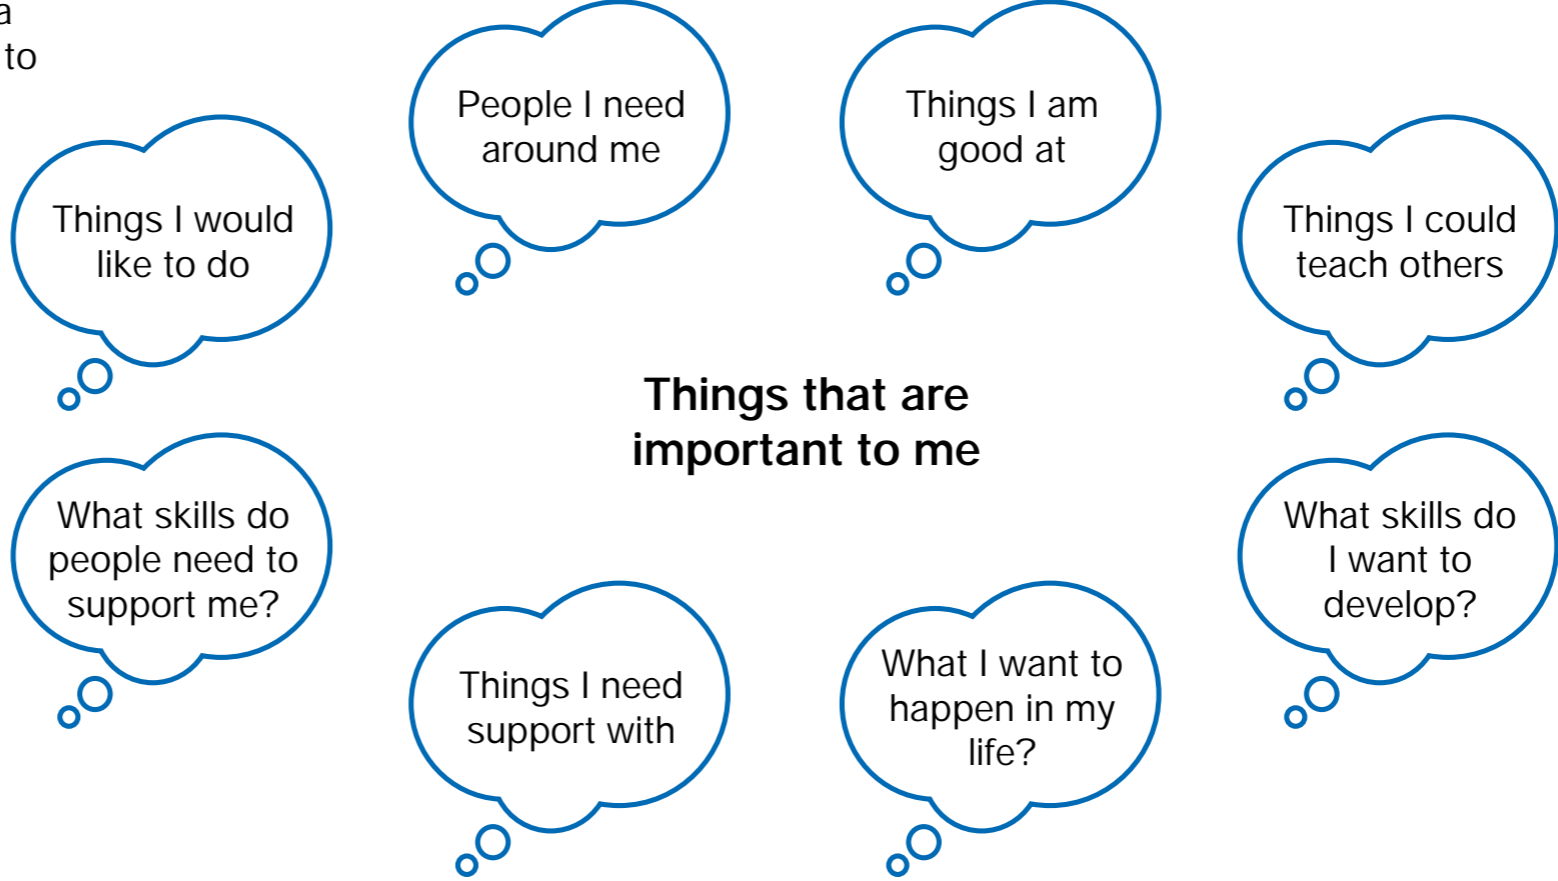 a
to
People I need
around me
Things I am
good at
Things I would
like to do
Things I could
teach others
Things that are
important to me
What skills do
people need to
support me?
What skills do
I want to
develop?
Things I need
support with
What I want to
happen in my
life?